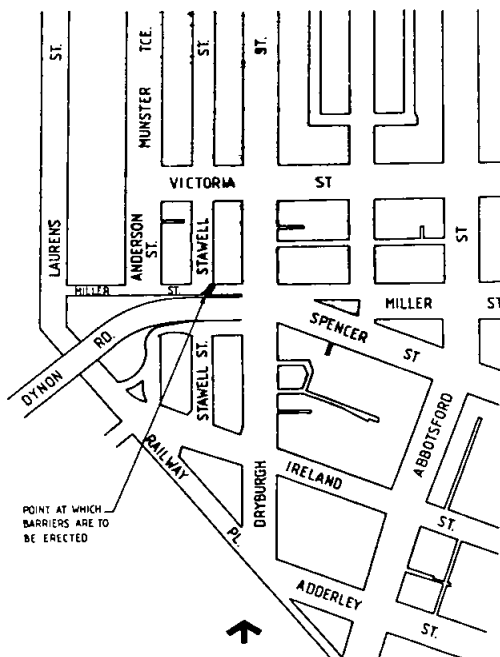 ST.
MUNSTER TCE.
ST.
ST.
VICTORIA ST
LAURENS
ANDERSON
ST.
STAWELL
ST
MILLER ST.
MILLER ST
SPENCER ST
DYNON RD.
STAWELL ST.
ABBOTSFORD
RAILWAY PL.
DRYBURGH
IRELAND ST.
POINT AT WHICH
BARRIERS ARE TO
BE ERECTED
ADDERLEY ST.